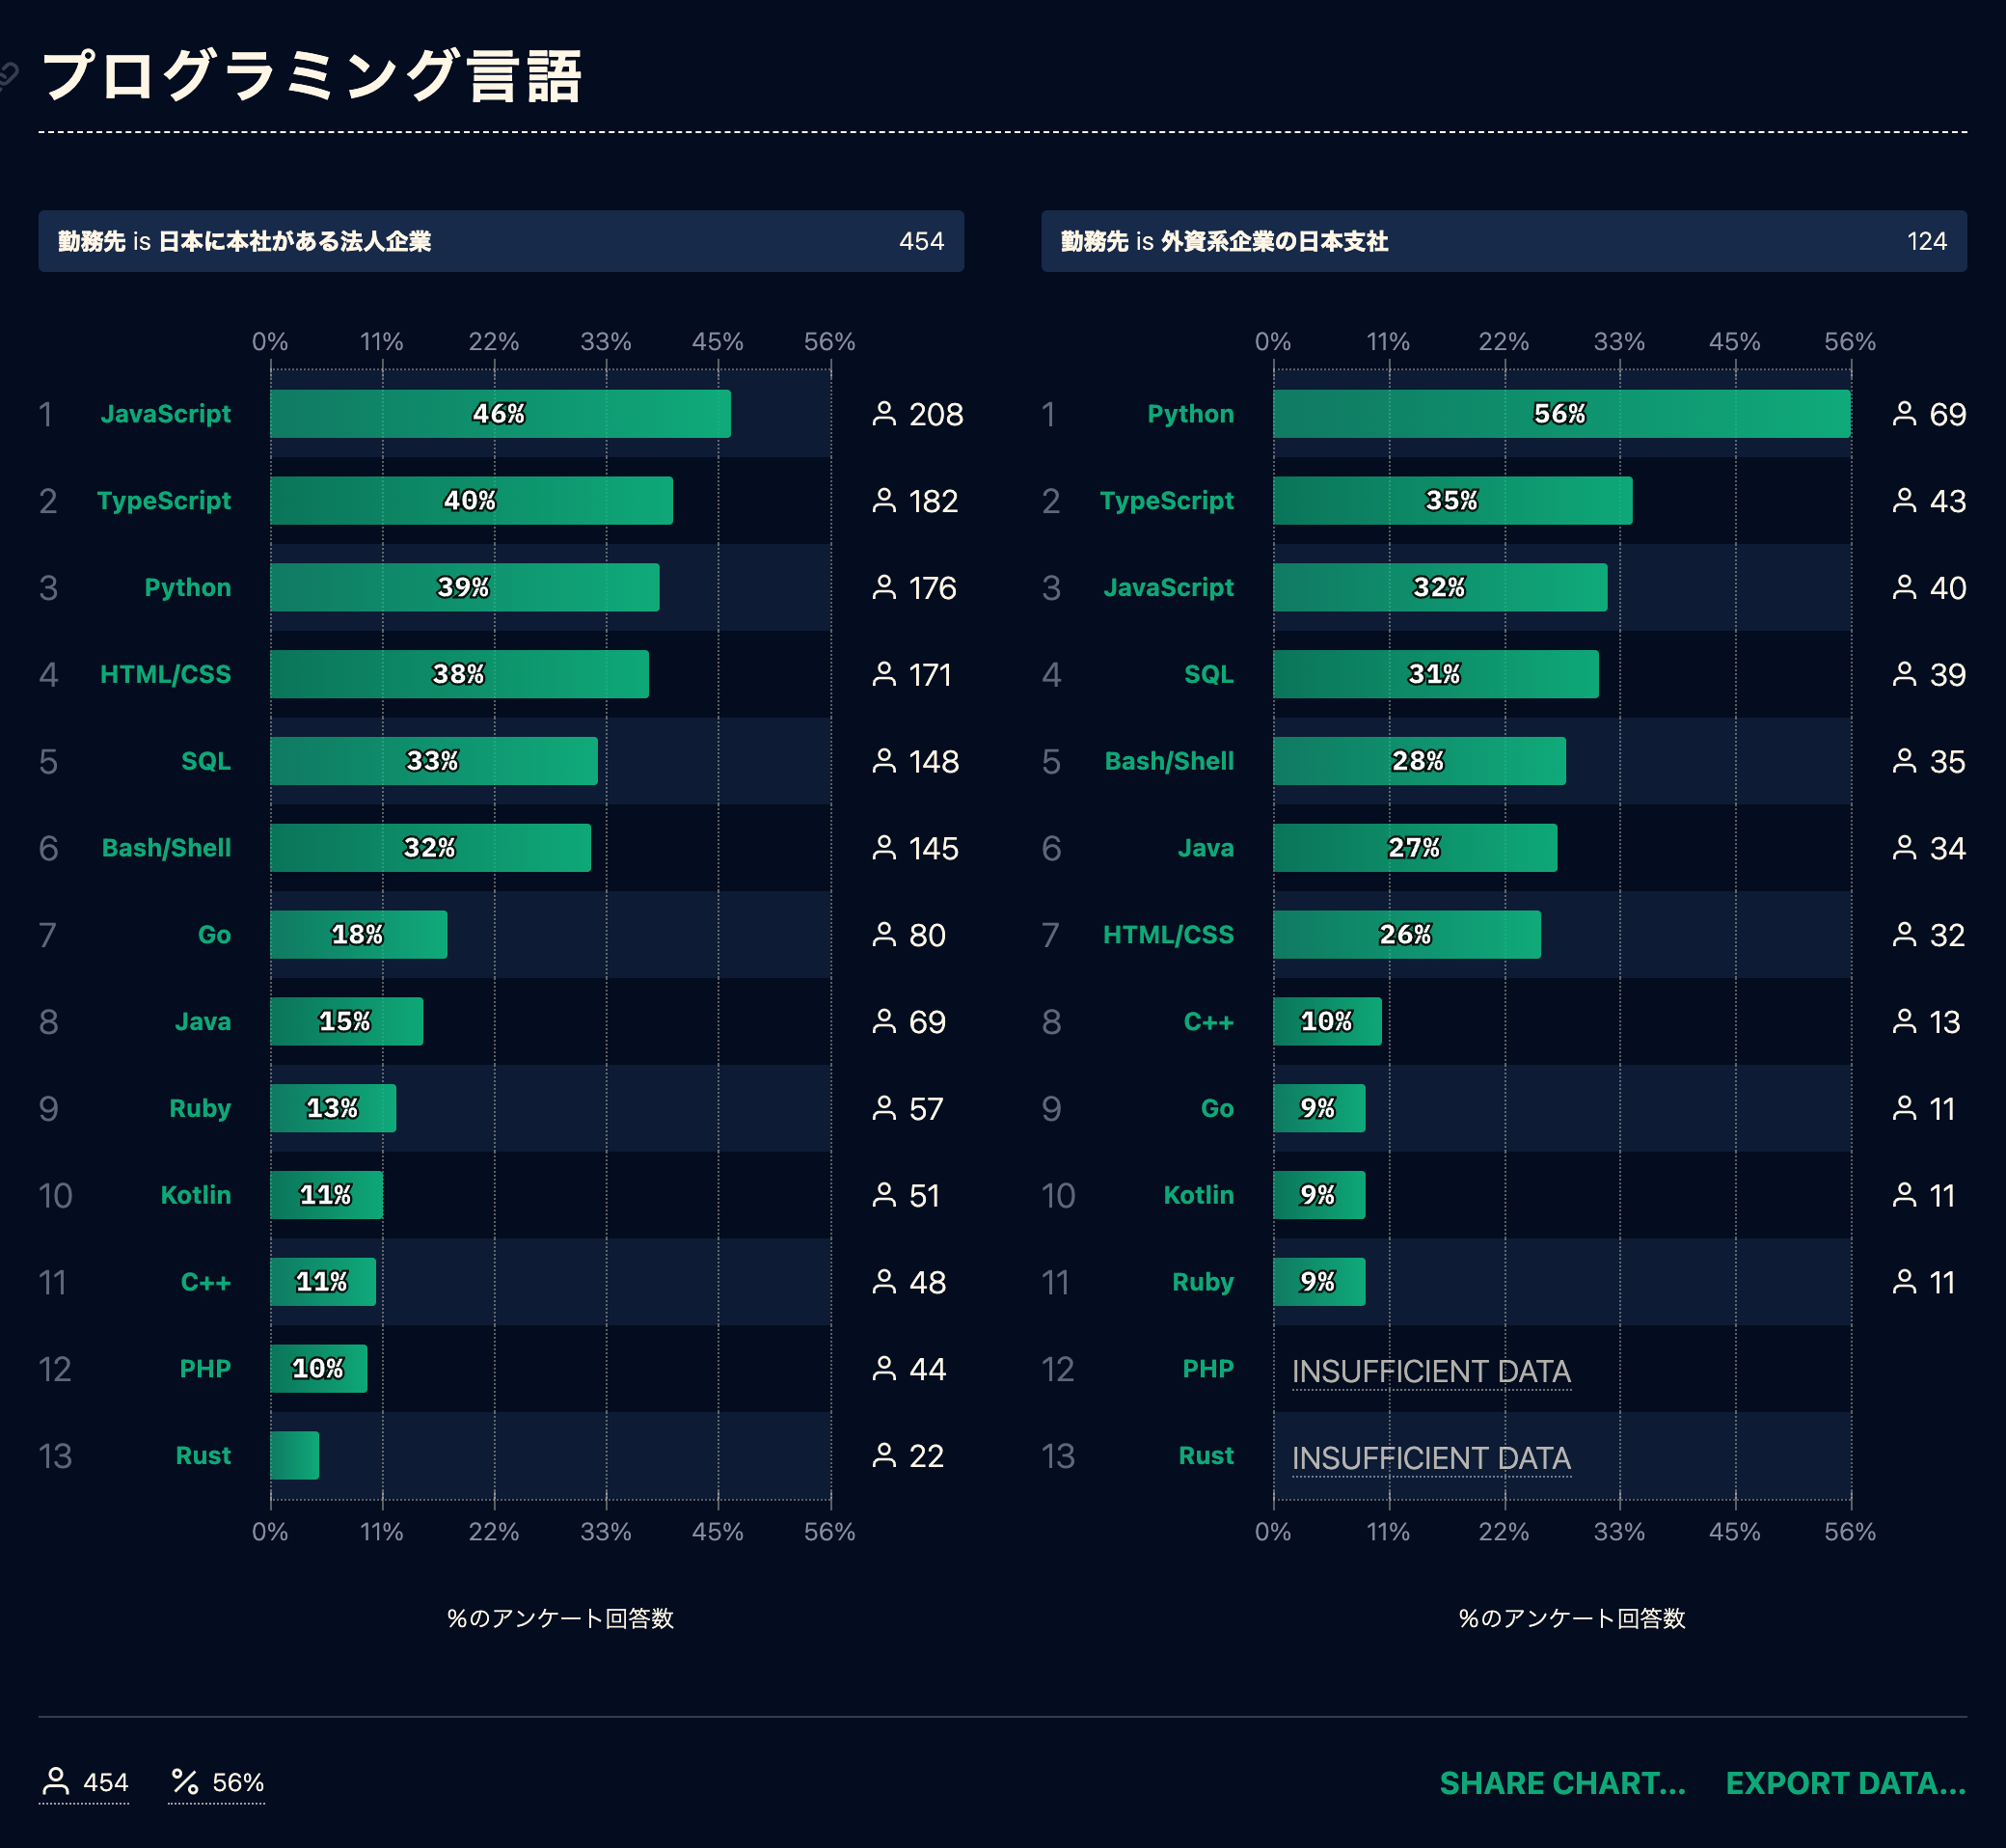 プログラミング言語
勤務先 is 日本に本社がある法人企業 454
0% 11% 22% 33% 45% 56%
1 JavaScript 46% 208
2 TypeScript 40% 182
3 Python 39% 176
4 HTML/CSS 38% 171
5 SQL 33% 148
6 Bash/Shell 32% 145
7 Go 18% 80
8 Java 15% 69
9 Ruby 13% 57
10 Kotlin 11% 51
11 C++ 11% 48
12 PHP 10% 44
13 Rust 22
0% 11% 22% 33% 45% 56%
%のアンケート回答数
勤務先 is 外資系企業の日本支社 124
0% 11% 22% 33% 45% 56%
1 Python 56% 69
2 TypeScript 35% 43
3 JavaScript 32% 40
4 SQL 31% 39
5 Bash/Shell 28% 35
6 Java 27% 34
7 HTML/CSS 26% 32
8 C++ 10% 13
9 Go 9% 11
10 Kotlin 9% 11
11 Ruby 9% 11
12 PHP INSUFFICIENT DATA
13 Rust INSUFFICIENT DATA
0% 11% 22% 33% 45% 56%
%のアンケート回答数
454 % 56% SHARE CHART... EXPORT DATA...